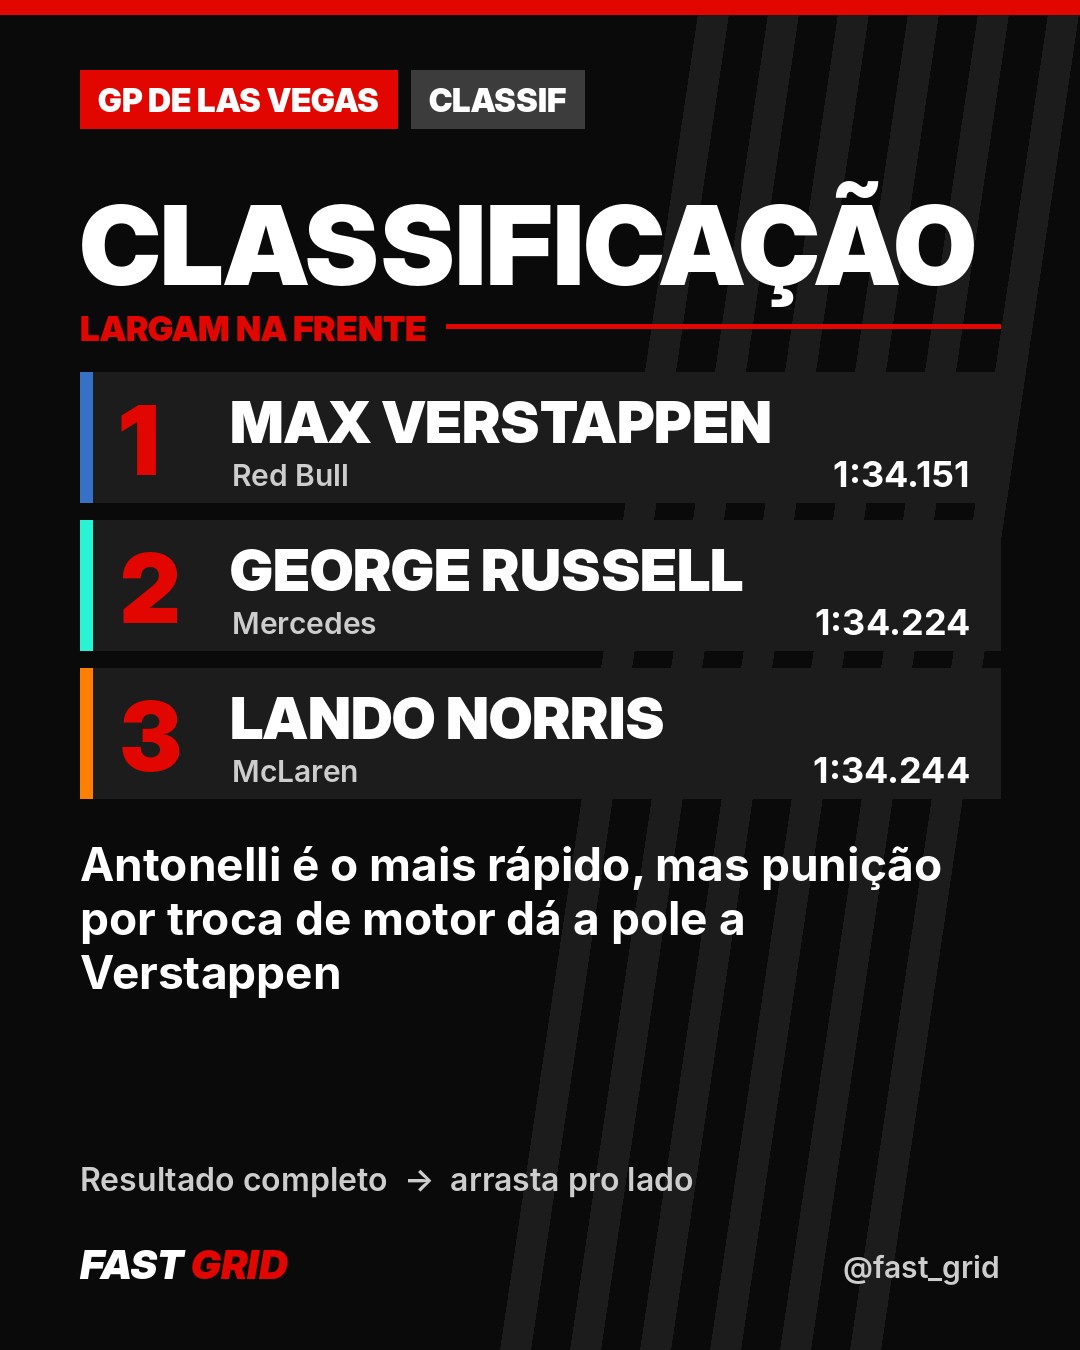 GP DE LAS VEGAS
CLASSIF
CLASSIFICAÇÃO
LARGAM NA FRENTE
1
MAX VERSTAPPEN
Red Bull
1:34.151
2
GEORGE RUSSELL
Mercedes
1:34.224
3
LANDO NORRIS
McLaren
1:34.244
Antonelli é o mais rápido, mas punição
por troca de motor dá a pole a
Verstappen
Resultado completo → arrasta pro lado
FAST GRID
@fast_grid